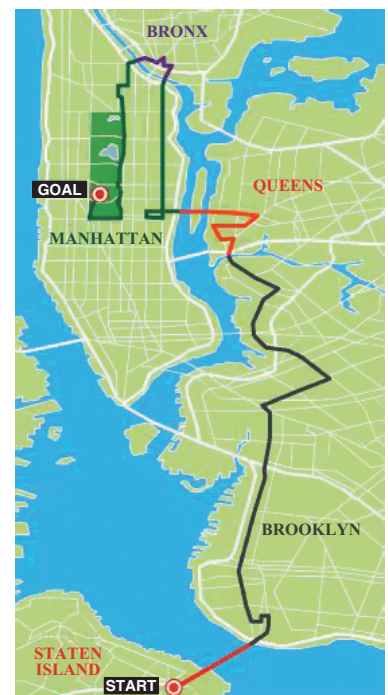 BRONX
GOAL
QUEENS
MANHATTAN
BROOKLYN
STATEN
ISLAND
START